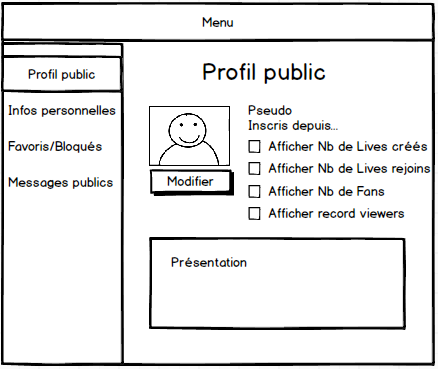 Menu
Profil public
Infos personnelles
Favoris/Bloqués
Messages publics
Profil public
Pseudo
Inscris depuis...
Afficher Nb de Lives créés
Afficher Nb de Lives rejoins
Afficher Nb de Fans
Afficher record viewers
Modifier
Présentation